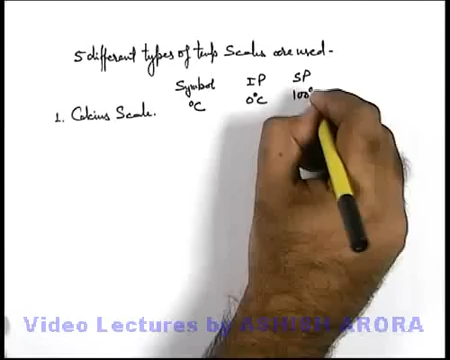 5 different types of temp Scales are used-
Symbol IP SP
1. Celcius Scale. °C 0°C 100°
Video Lectures by ASHISH ARORA